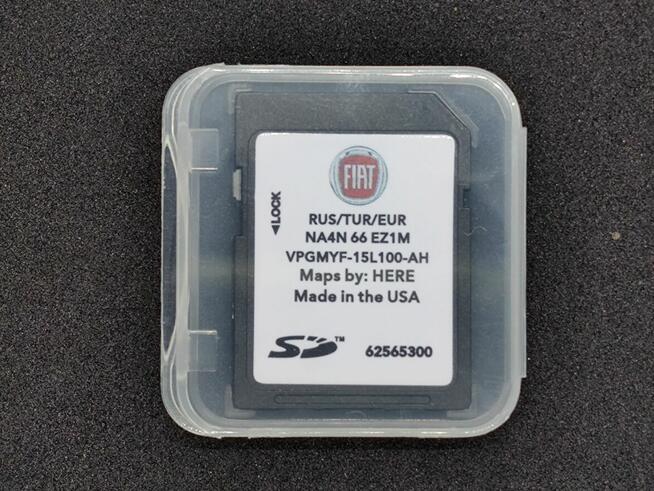 FIAT
◄LOCK
RUS/TUR/EUR
NA4N 66 EZ1M
VPGMYF-15L100-AH
Maps by: HERE
Made in the USA
SD™ 62565300